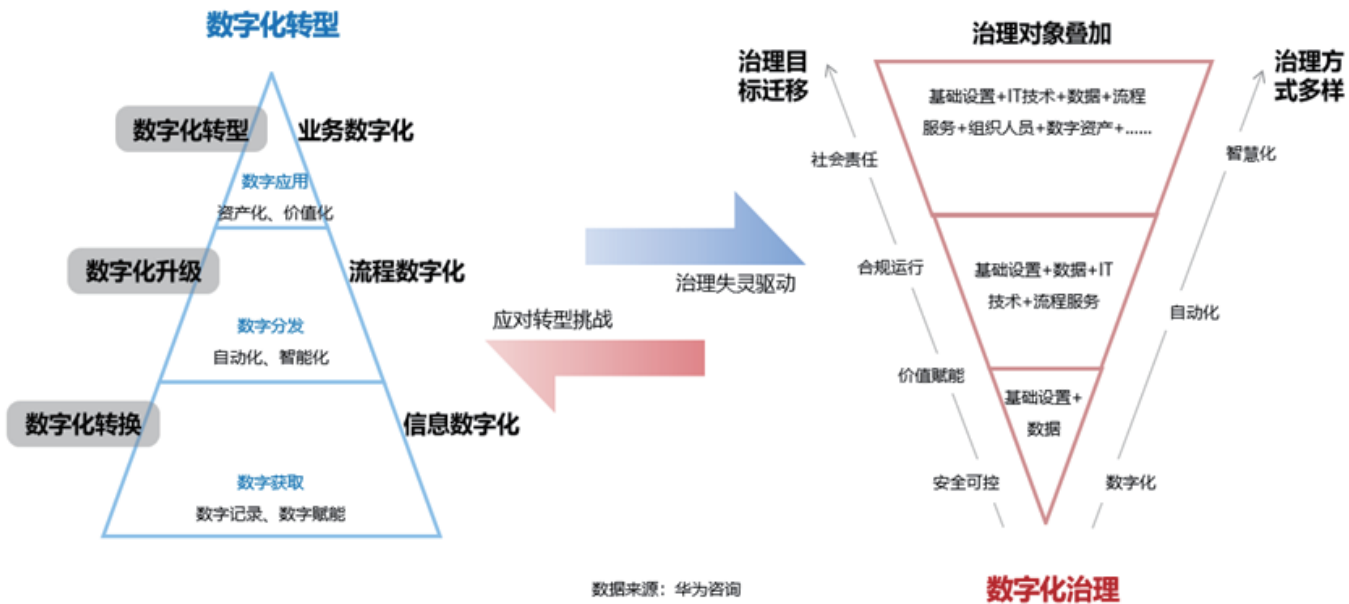 数字化转型
数字化转型
业务数字化
数字应用
资产化、价值化
数字化升级
流程数字化
数字分发
自动化、智能化
数字化转换
信息数字化
数字获取
数字记录、数字赋能
治理失灵驱动
应对转型挑战
治理对象叠加
治理目
标迁移
治理方
式多样
基础设置+IT技术+数据+流程
服务+组织人员+数字资产+......
社会责任
智慧化
合规运行
基础设置+数据+IT
技术+流程服务
自动化
价值赋能
基础设置+
数据
安全可控
数字化
数字化治理
数据来源：华为咨询